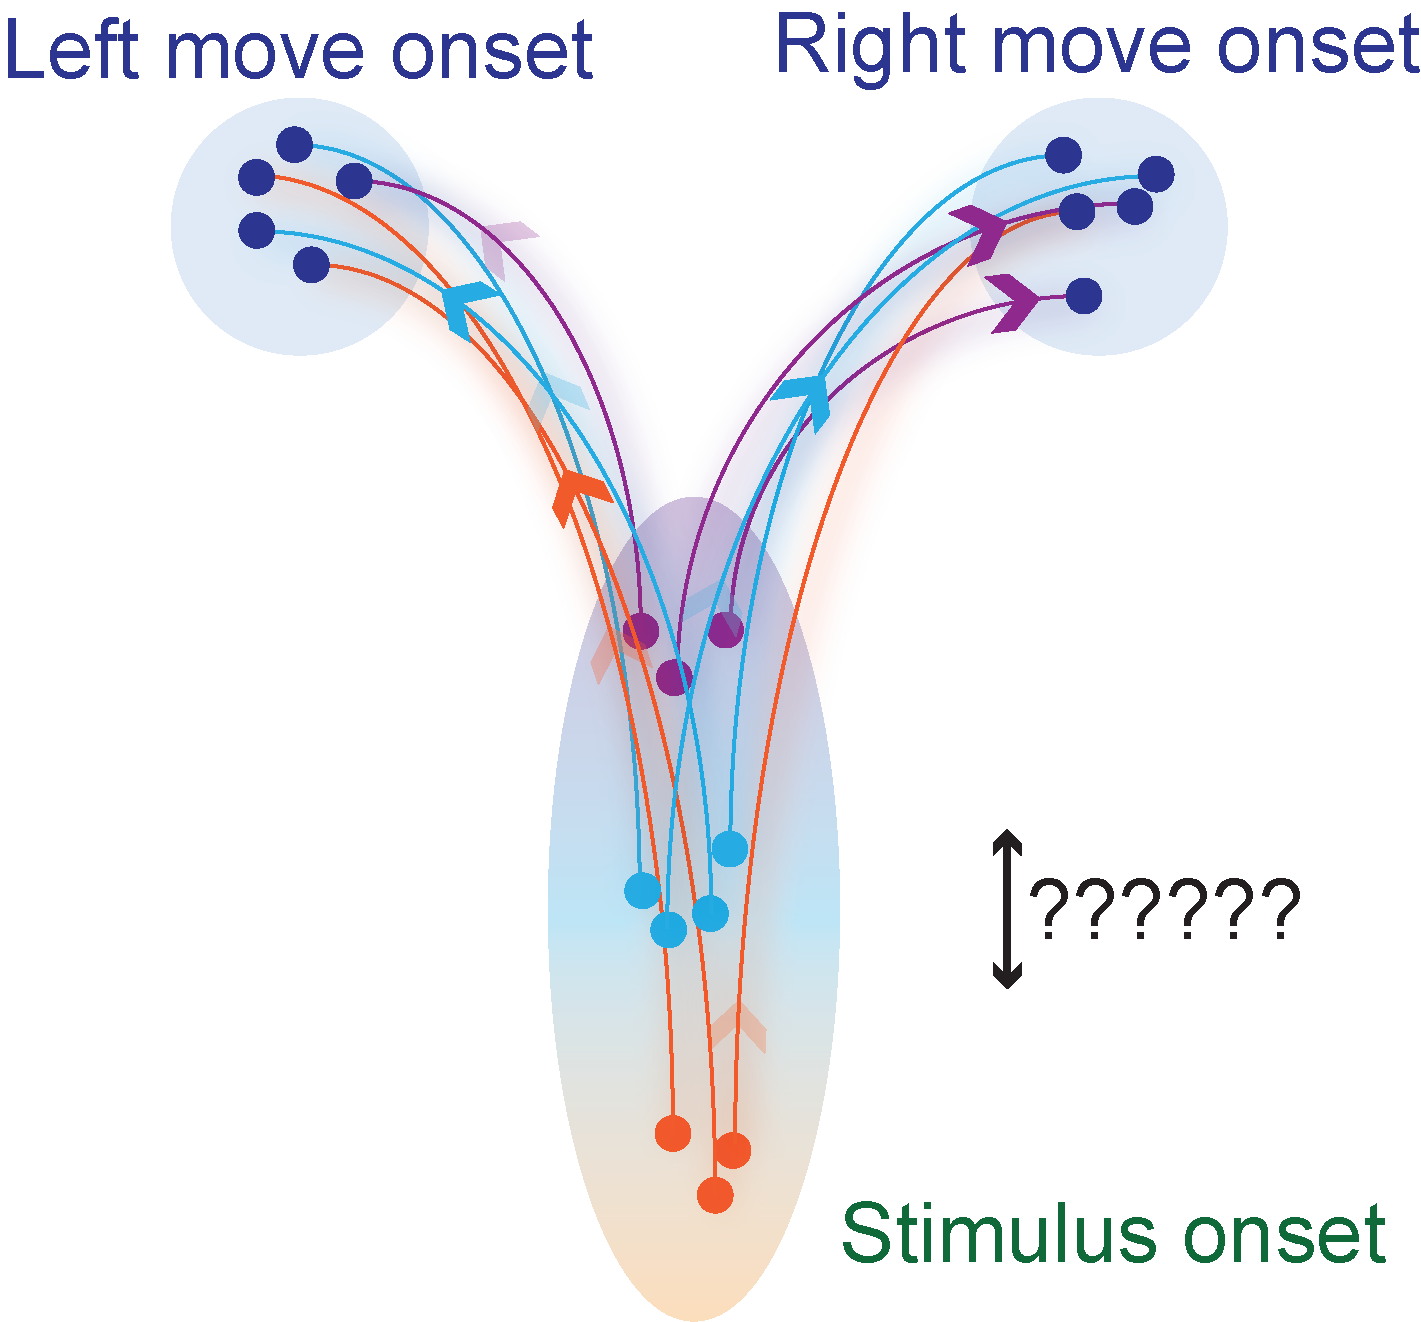 Left move onset
Right move onset
??????
Stimulus onset